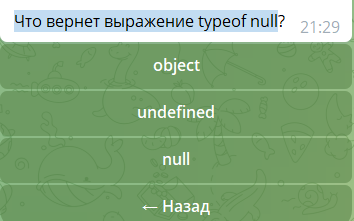 Что вернет выражение typeof null?
21:29
object
undefined
null
← Назад